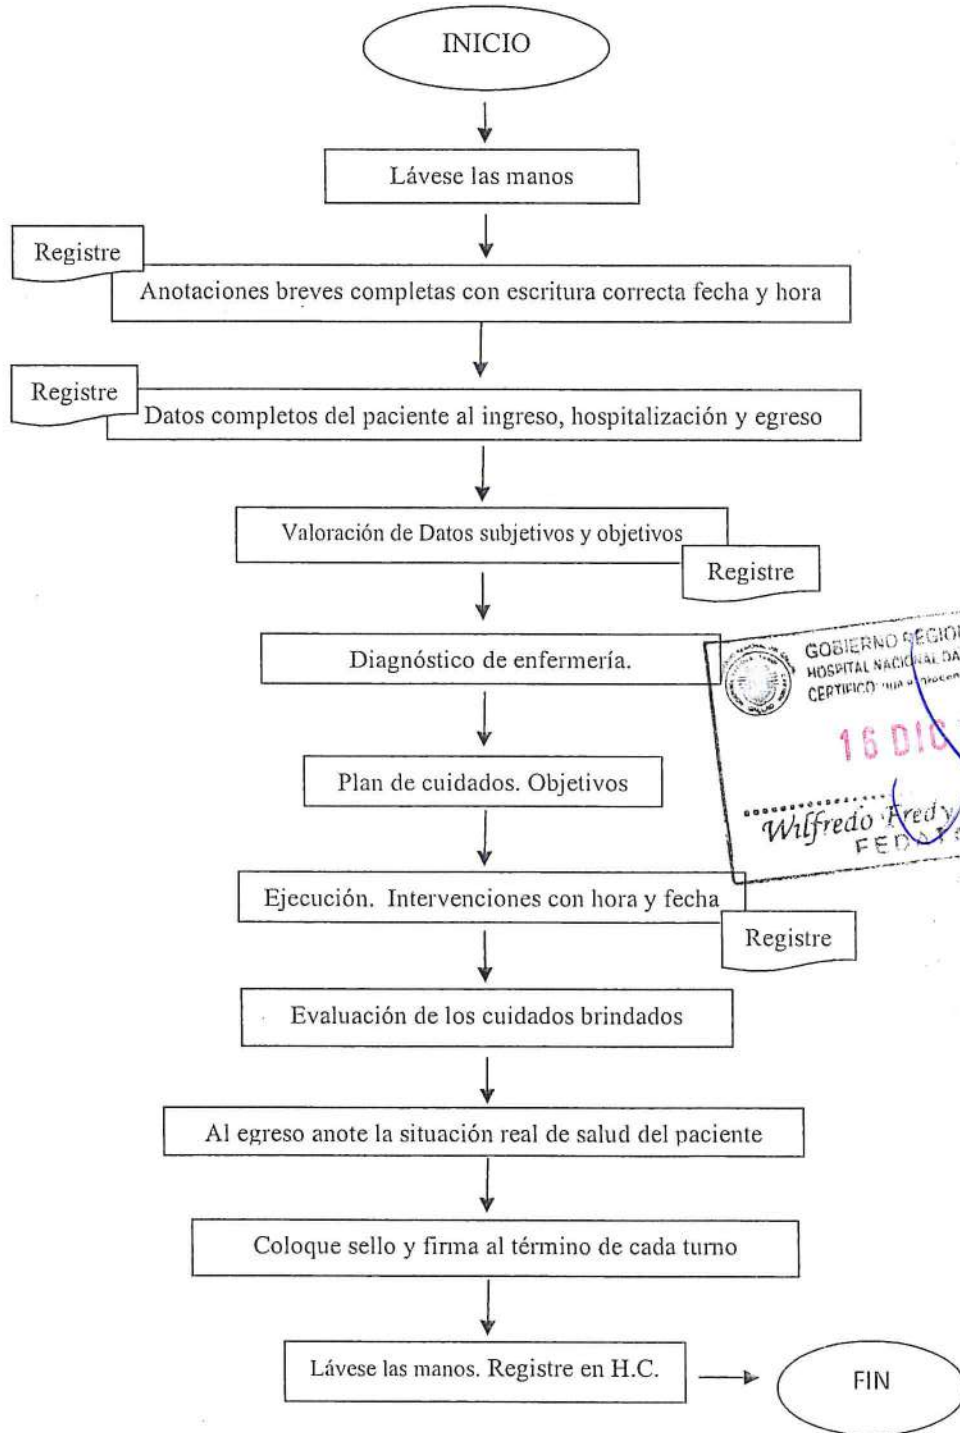 INICIO
Lávese las manos
Registre
Anotaciones breves completas con escritura correcta fecha y hora
Registre
Datos completos del paciente al ingreso, hospitalización y egreso
Valoración de Datos subjetivos y objetivos
Registre
Diagnóstico de enfermería.
GOBIERNO REGION
HOSPITAL NACIONAL DA
CERTIFICO:
16 DIC
Plan de cuidados. Objetivos
Wilfredo Fredy
FEDAT
Ejecución. Intervenciones con hora y fecha
Registre
Evaluación de los cuidados brindados
Al egreso anote la situación real de salud del paciente
Coloque sello y firma al término de cada turno
Lávese las manos. Registre en H.C.
FIN